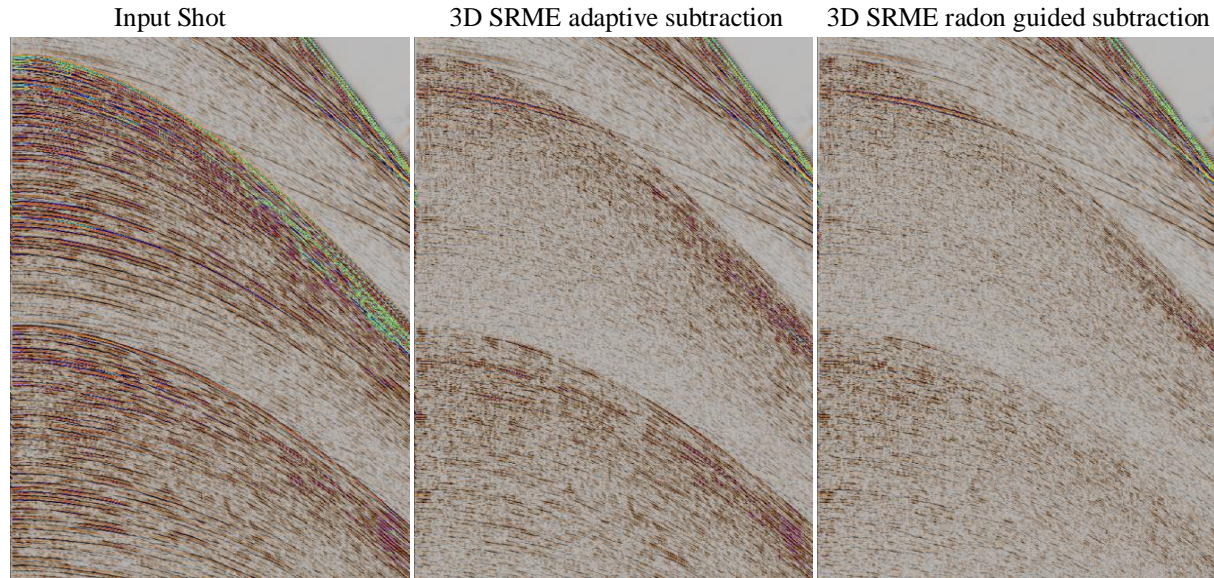 Input Shot
3D SRME adaptive subtraction
3D SRME radon guided subtraction